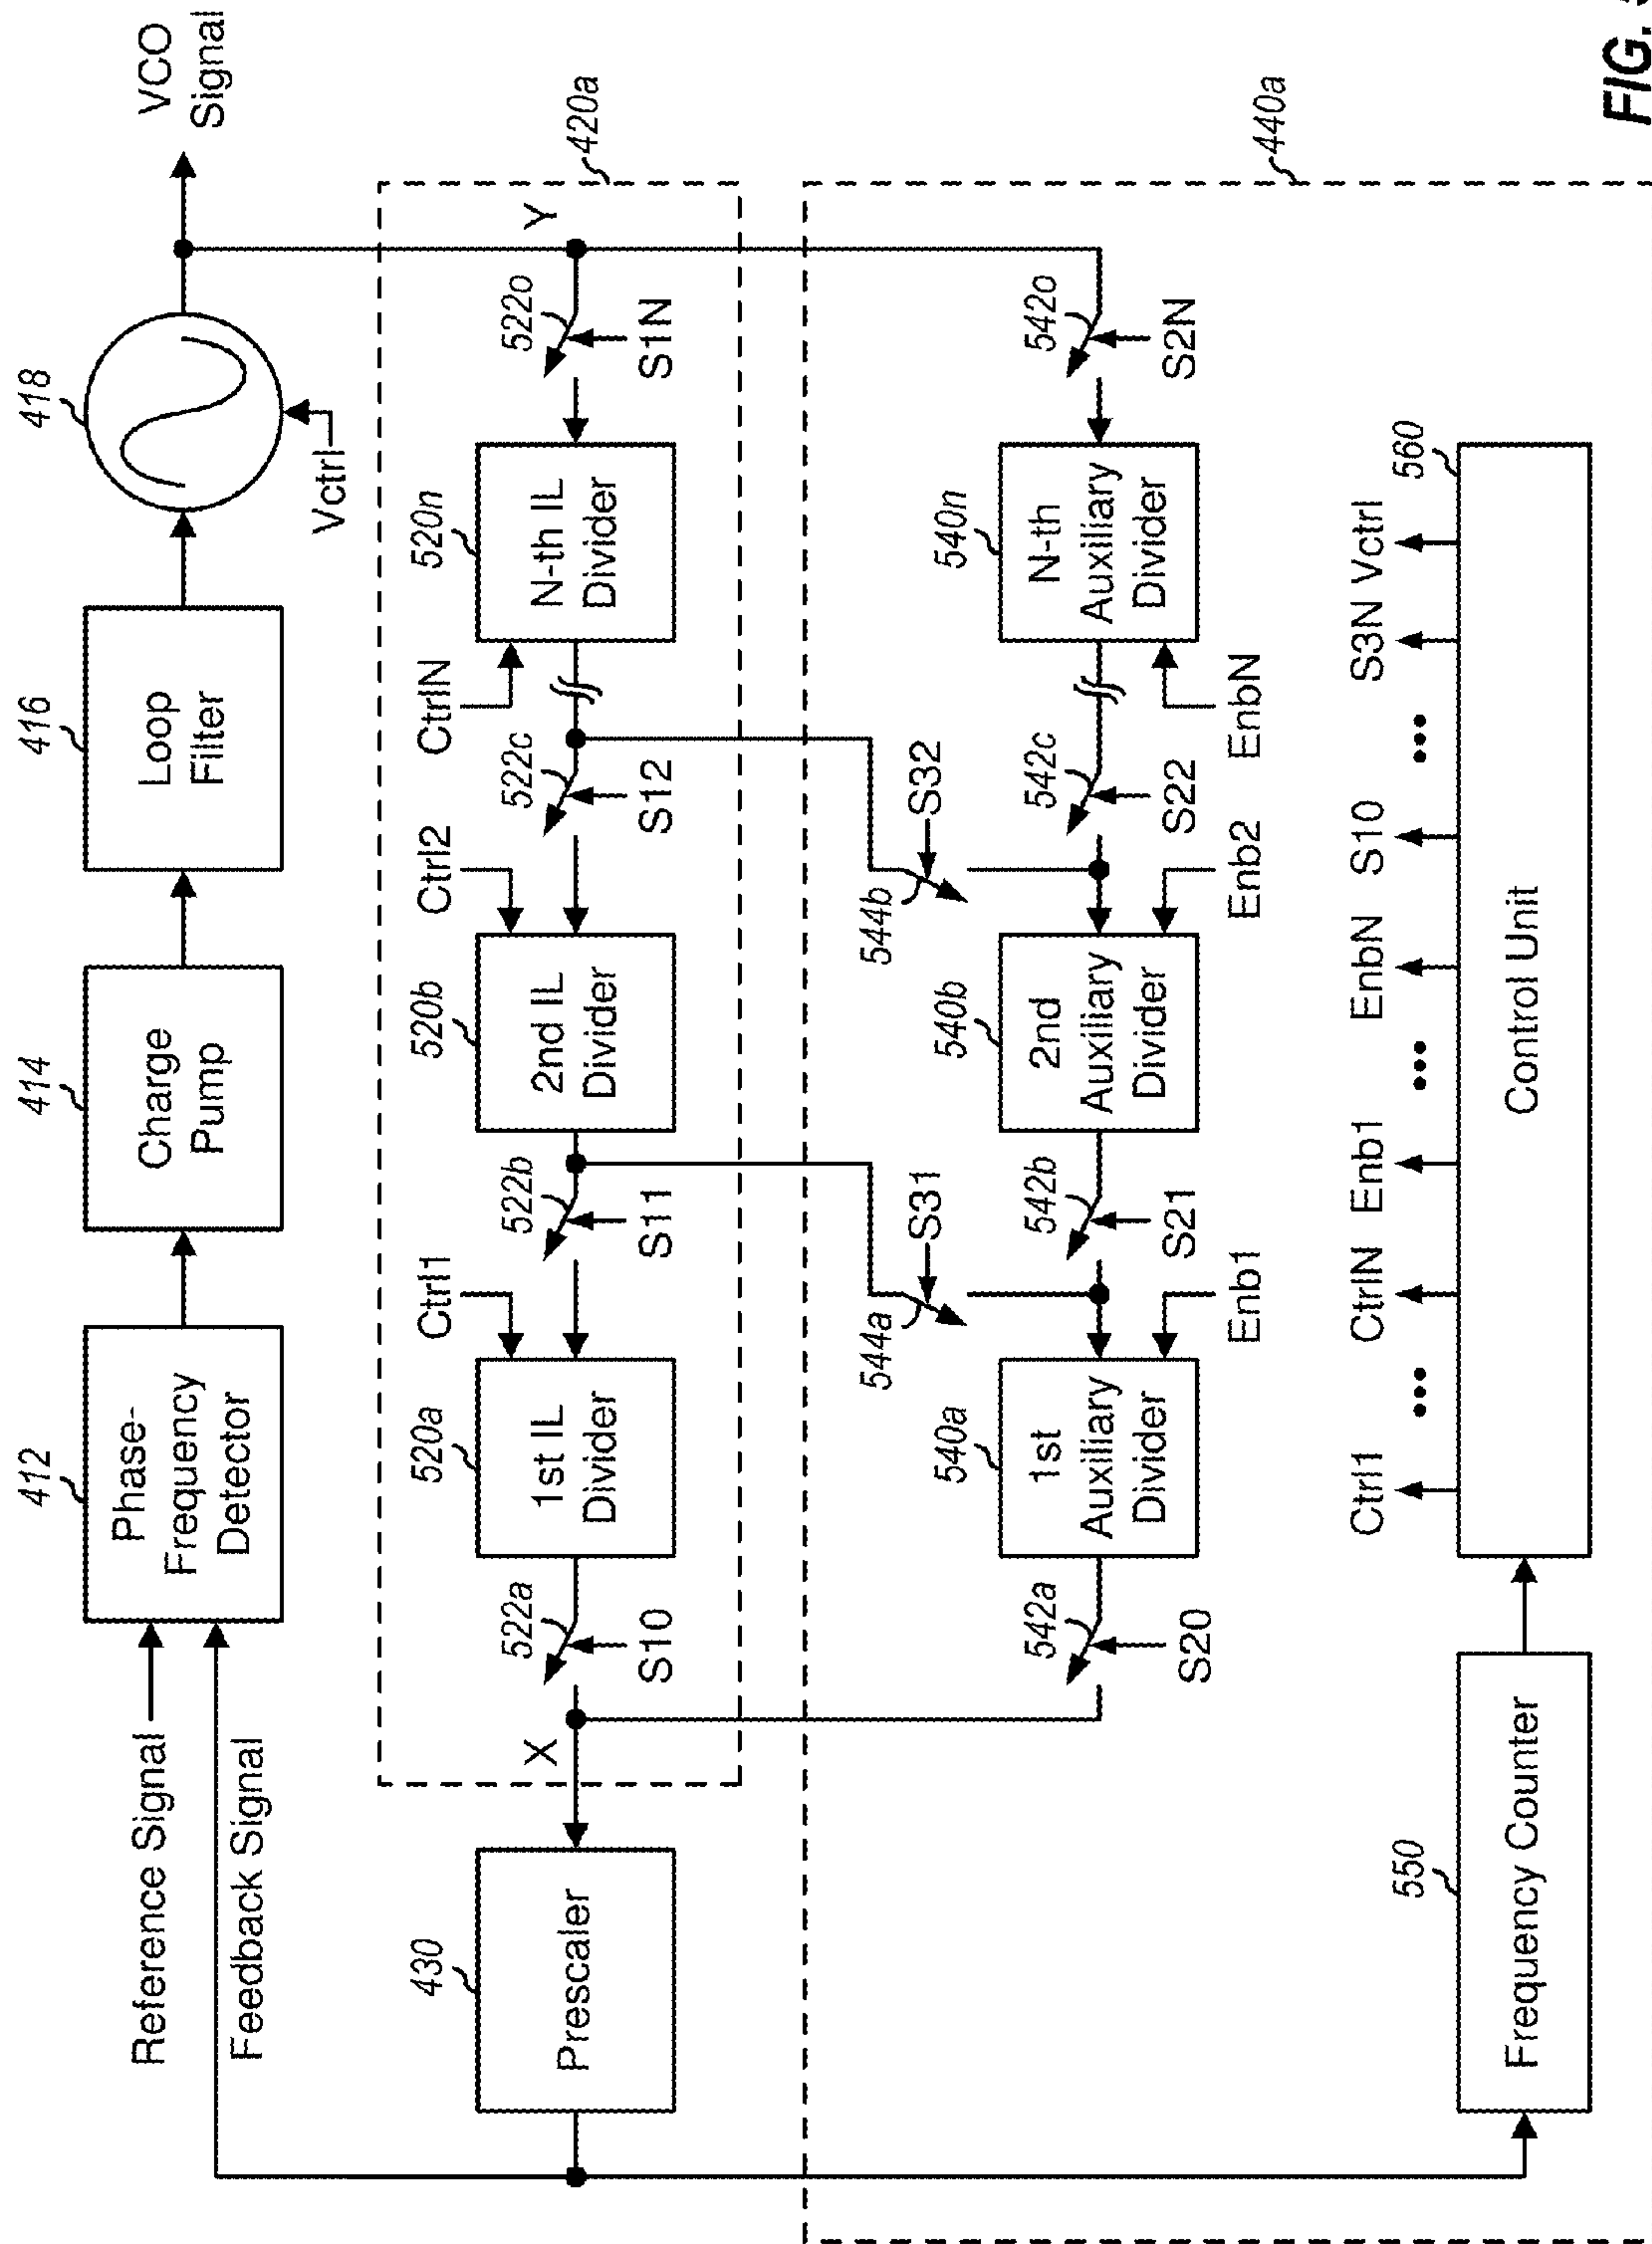 412
414
416
418
Phase-
Frequency
Detector
Charge
Pump
Loop
Filter
VCO
Signal
Reference Signal
Feedback Signal
Vctrl
420a
430
520a
520b
520n
Ctrl1
Ctrl2
CtrlN
Prescaler
X
522a
S10
1st IL
Divider
522b
S11
2nd IL
Divider
522c
S12
N-th IL
Divider
522o
S1N
Y
544a
S31
544b
S32
440a
540a
540b
540n
542a
S20
1st
Auxiliary
Divider
542b
S21
2nd
Auxiliary
Divider
542c
S22
N-th
Auxiliary
Divider
542o
S2N
Enb1
Enb2
EnbN
Ctrl1 ••• CtrlN Enb1 ••• EnbN S10 ••• S3N Vctrl
550
560
Frequency Counter
Control Unit
FIG.